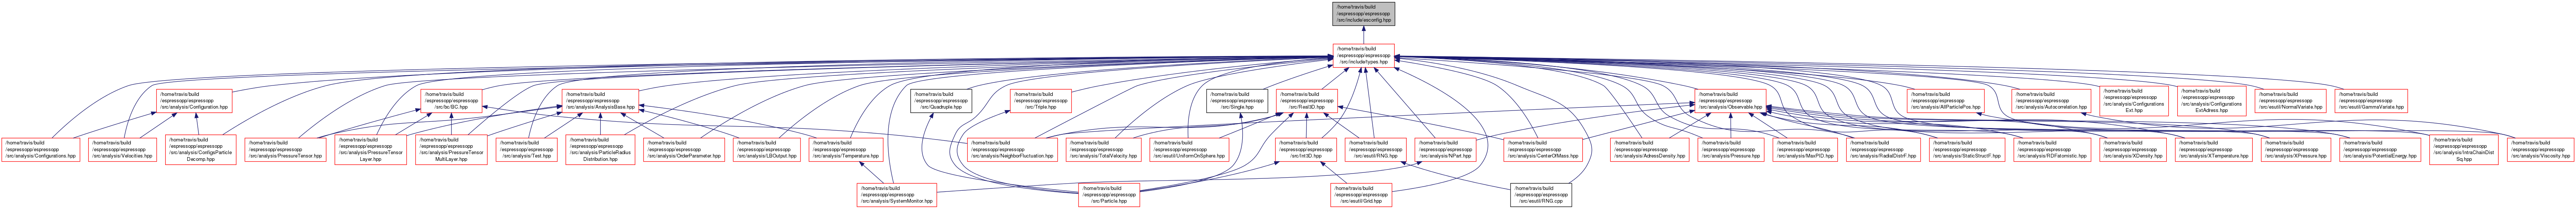 /home/travis/build
/espressopp/espressopp
/src/include/esconfig.hpp
/home/travis/build
/espressopp/espressopp
/src/include/types.hpp
/home/travis/build
/espressopp/espressopp
/src/analysis/Configuration.hpp
/home/travis/build
/espressopp/espressopp
/src/bc/BC.hpp
/home/travis/build
/espressopp/espressopp
/src/analysis/AnalysisBase.hpp
/home/travis/build
/espressopp/espressopp
/src/Quadruple.hpp
/home/travis/build
/espressopp/espressopp
/src/Triple.hpp
/home/travis/build
/espressopp/espressopp
/src/Single.hpp
/home/travis/build
/espressopp/espressopp
/src/Real3D.hpp
/home/travis/build
/espressopp/espressopp
/src/analysis/Observable.hpp
/home/travis/build
/espressopp/espressopp
/src/analysis/AllParticlePos.hpp
/home/travis/build
/espressopp/espressopp
/src/analysis/Autocorrelation.hpp
/home/travis/build
/espressopp/espressopp
/src/analysis/Configurations
Ext.hpp
/home/travis/build
/espressopp/espressopp
/src/analysis/Configurations
ExtAdress.hpp
/home/travis/build
/espressopp/espressopp
/src/esutil/NormalVariate.hpp
/home/travis/build
/espressopp/espressopp
/src/esutil/GammaVariate.hpp
/home/travis/build
/espressopp/espressopp
/src/analysis/Configurations.hpp
/home/travis/build
/espressopp/espressopp
/src/analysis/Velocities.hpp
/home/travis/build
/espressopp/espressopp
/src/analysis/ConfigsParticle
Decomp.hpp
/home/travis/build
/espressopp/espressopp
/src/analysis/PressureTensor.hpp
/home/travis/build
/espressopp/espressopp
/src/analysis/PressureTensor
Layer.hpp
/home/travis/build
/espressopp/espressopp
/src/analysis/PressureTensor
MultiLayer.hpp
/home/travis/build
/espressopp/espressopp
/src/analysis/Test.hpp
/home/travis/build
/espressopp/espressopp
/src/analysis/ParticleRadius
Distribution.hpp
/home/travis/build
/espressopp/espressopp
/src/analysis/OrderParameter.hpp
/home/travis/build
/espressopp/espressopp
/src/analysis/LBOutput.hpp
/home/travis/build
/espressopp/espressopp
/src/analysis/Temperature.hpp
/home/travis/build
/espressopp/espressopp
/src/analysis/NeighborFluctuation.hpp
/home/travis/build
/espressopp/espressopp
/src/analysis/TotalVelocity.hpp
/home/travis/build
/espressopp/espressopp
/src/esutil/UniformOnSphere.hpp
/home/travis/build
/espressopp/espressopp
/src/Int3D.hpp
/home/travis/build
/espressopp/espressopp
/src/esutil/RNG.hpp
/home/travis/build
/espressopp/espressopp
/src/analysis/NPart.hpp
/home/travis/build
/espressopp/espressopp
/src/analysis/CenterOfMass.hpp
/home/travis/build
/espressopp/espressopp
/src/analysis/AdressDensity.hpp
/home/travis/build
/espressopp/espressopp
/src/analysis/Pressure.hpp
/home/travis/build
/espressopp/espressopp
/src/analysis/MaxPID.hpp
/home/travis/build
/espressopp/espressopp
/src/analysis/RadialDistrF.hpp
/home/travis/build
/espressopp/espressopp
/src/analysis/StaticStructF.hpp
/home/travis/build
/espressopp/espressopp
/src/analysis/RDFatomistic.hpp
/home/travis/build
/espressopp/espressopp
/src/analysis/XDensity.hpp
/home/travis/build
/espressopp/espressopp
/src/analysis/XTemperature.hpp
/home/travis/build
/espressopp/espressopp
/src/analysis/XPressure.hpp
/home/travis/build
/espressopp/espressopp
/src/analysis/PotentialEnergy.hpp
/home/travis/build
/espressopp/espressopp
/src/analysis/IntraChainDist
Sq.hpp
/home/travis/build
/espressopp/espressopp
/src/analysis/Viscosity.hpp
/home/travis/build
/espressopp/espressopp
/src/analysis/SystemMonitor.hpp
/home/travis/build
/espressopp/espressopp
/src/Particle.hpp
/home/travis/build
/espressopp/espressopp
/src/esutil/Grid.hpp
/home/travis/build
/espressopp/espressopp
/src/esutil/RNG.cpp